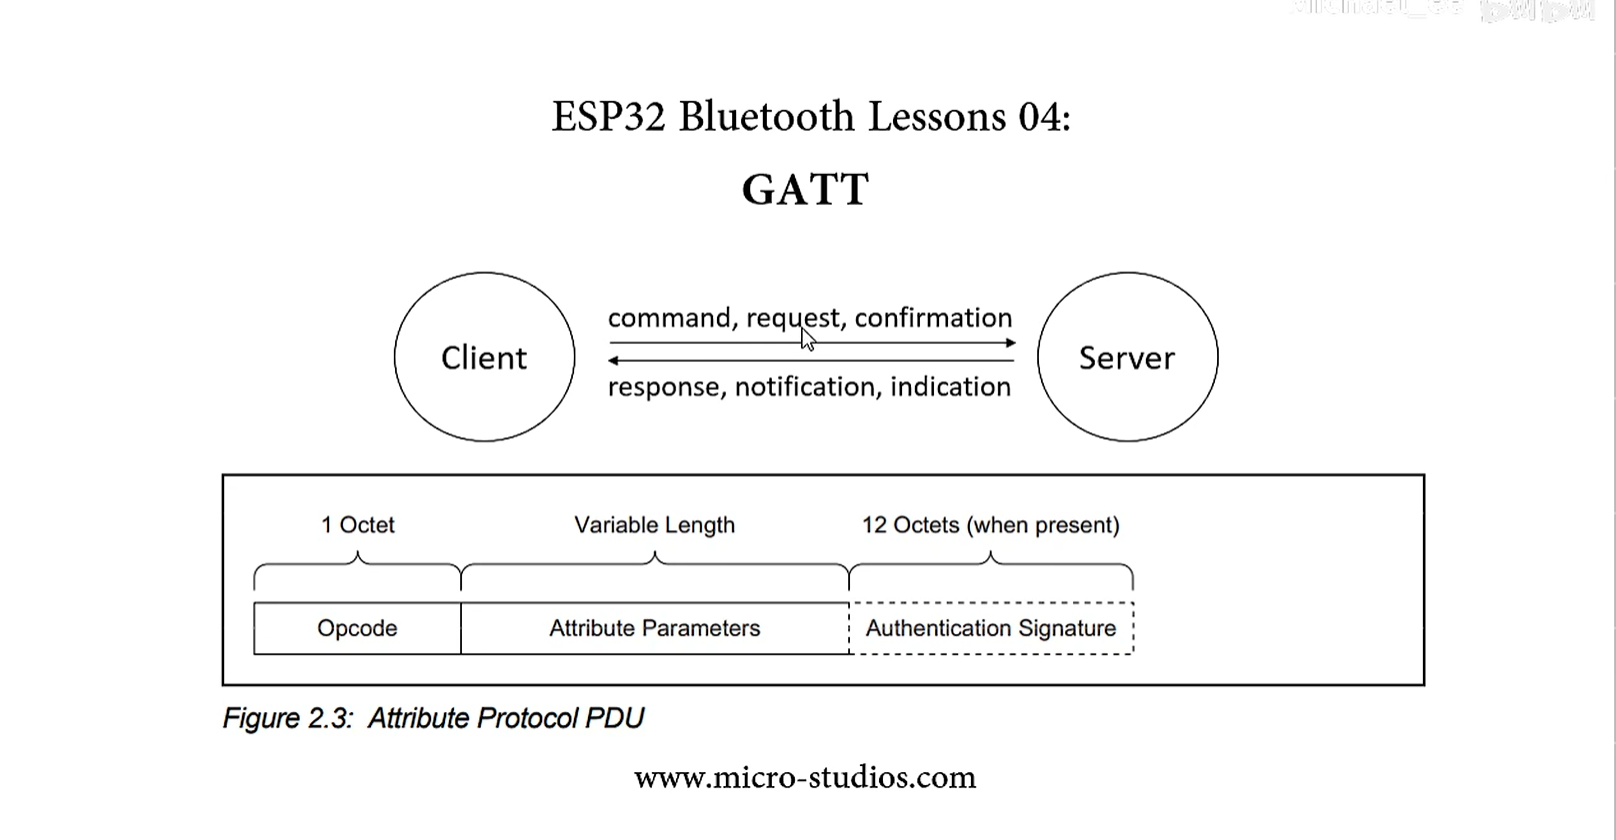 ESP32 Bluetooth Lessons 04:
GATT
command, request, confirmation
Client
Server
response, notification, indication
1 Octet
Variable Length
12 Octets (when present)
Opcode
Attribute Parameters
Authentication Signature
Figure 2.3: Attribute Protocol PDU
www.micro-studios.com